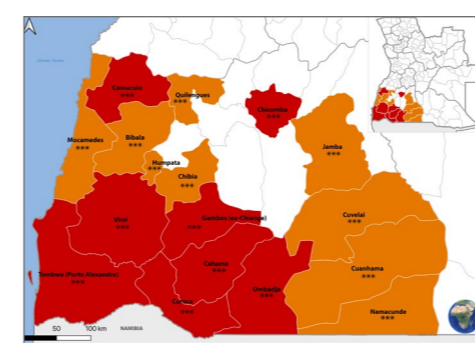 Camucuio
***
Quilengues
***
Chicomba
***
Mocamedes
***
Bibala
***
Humpata
***
Jamba
***
Chibia
***
Virei
***
Gambos (ex-Chiange)
***
Cuvelai
***
Cahama
***
Cuanhama
***
Tombwa (Porto Alexandre)
***
Ombadja
***
Curoca
***
Namacunde
***
50
100 km
NAMIBIA